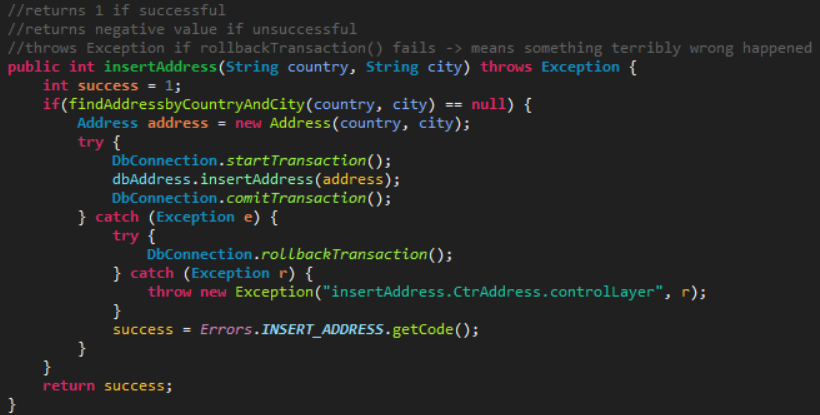 //returns 1 if successful
//returns negative value if unsuccessful
//throws Exception if rollbackTransaction() fails -> means something terribly wrong happened
public int insertAddress(String country, String city) throws Exception {
    int success = 1;
    if(findAddressbyCountryAndCity(country, city) == null) {
        Address address = new Address(country, city);
        try {
            DbConnection.startTransaction();
            dbAddress.insertAddress(address);
            DbConnection.comitTransaction();
        } catch (Exception e) {
            try {
                DbConnection.rollbackTransaction();
            } catch (Exception r) {
                throw new Exception("insertAddress.CtrAddress.controlLayer", r);
            }
            success = Errors.INSERT_ADDRESS.getCode();
        }
    }
    return success;
}